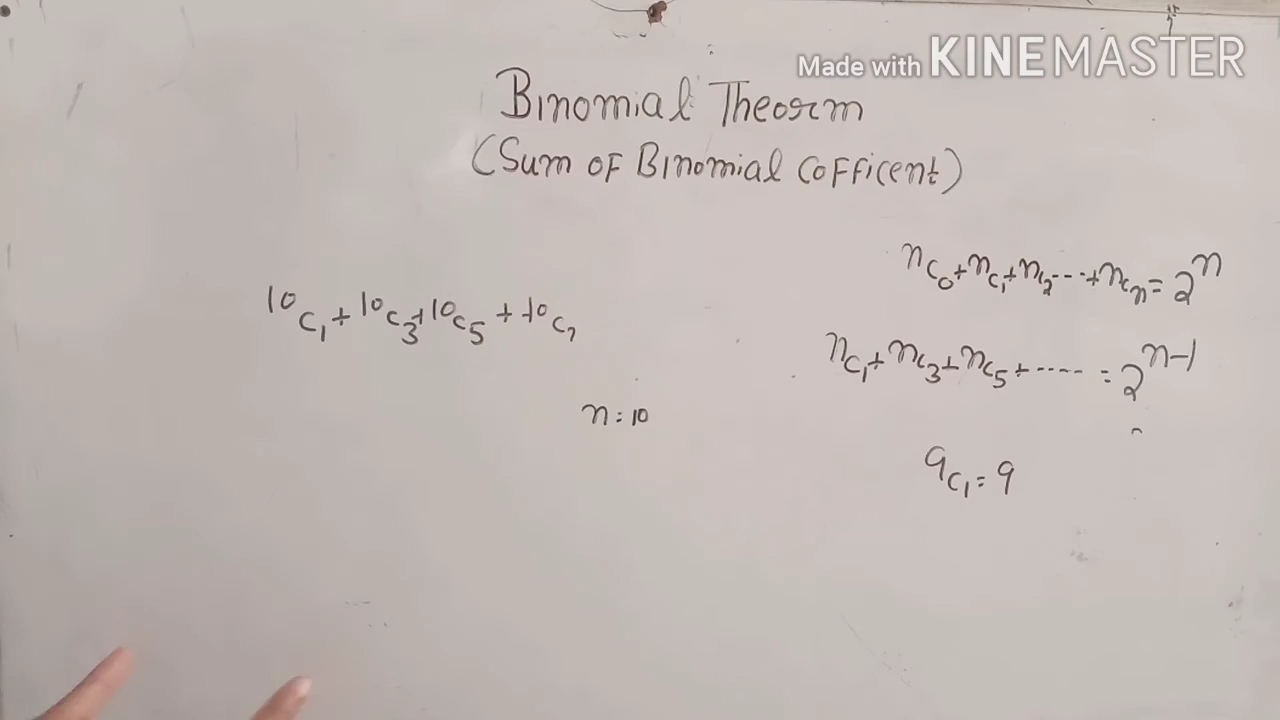 Made with KINEMASTER
Binomial Theorm
(Sum of Binomial Cofficent)
ⁿC₀+ⁿC₁+ⁿC₂---+ⁿCₙ=2ⁿ
¹⁰C₁+¹⁰C₃+¹⁰C₅+¹⁰C₇
ⁿC₁+ⁿC₃+ⁿC₅+----- =2ⁿ⁻¹
n=10
⁹C₁=9